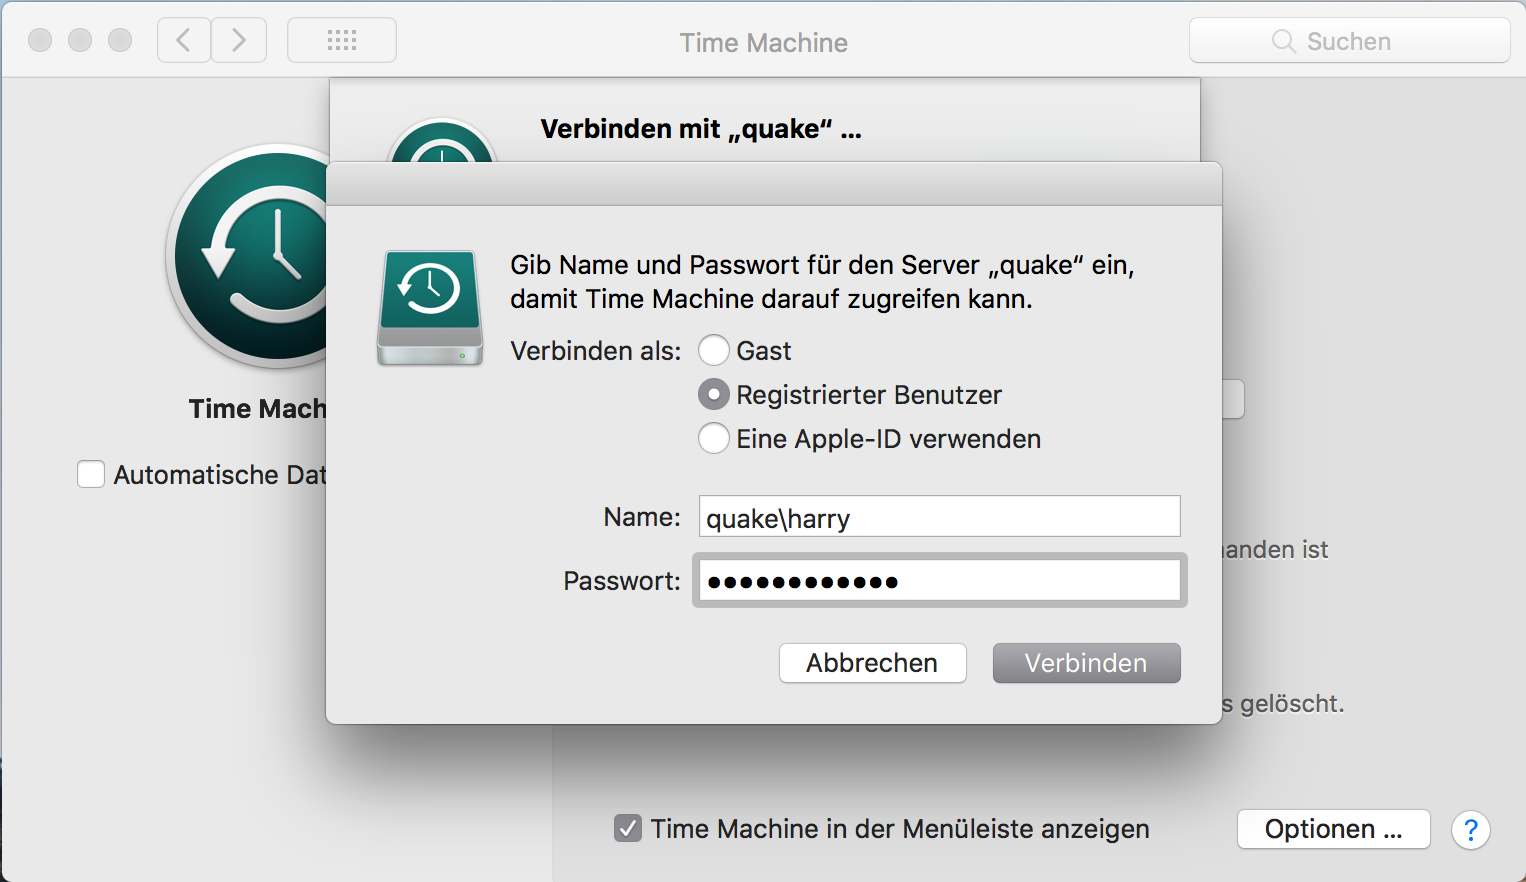 Time Machine
Suchen
Verbinden mit „quake“ ...
Gib Name und Passwort für den Server „quake“ ein,
damit Time Machine darauf zugreifen kann.
Verbinden als:
Gast
Registrierter Benutzer
Eine Apple-ID verwenden
Time Mach
Automatische Dat
Name:
quake\harry
anden ist
Passwort:
●●●●●●●●●●●●
Abbrechen
Verbinden
s gelöscht.
Time Machine in der Menüleiste anzeigen
Optionen ...
?